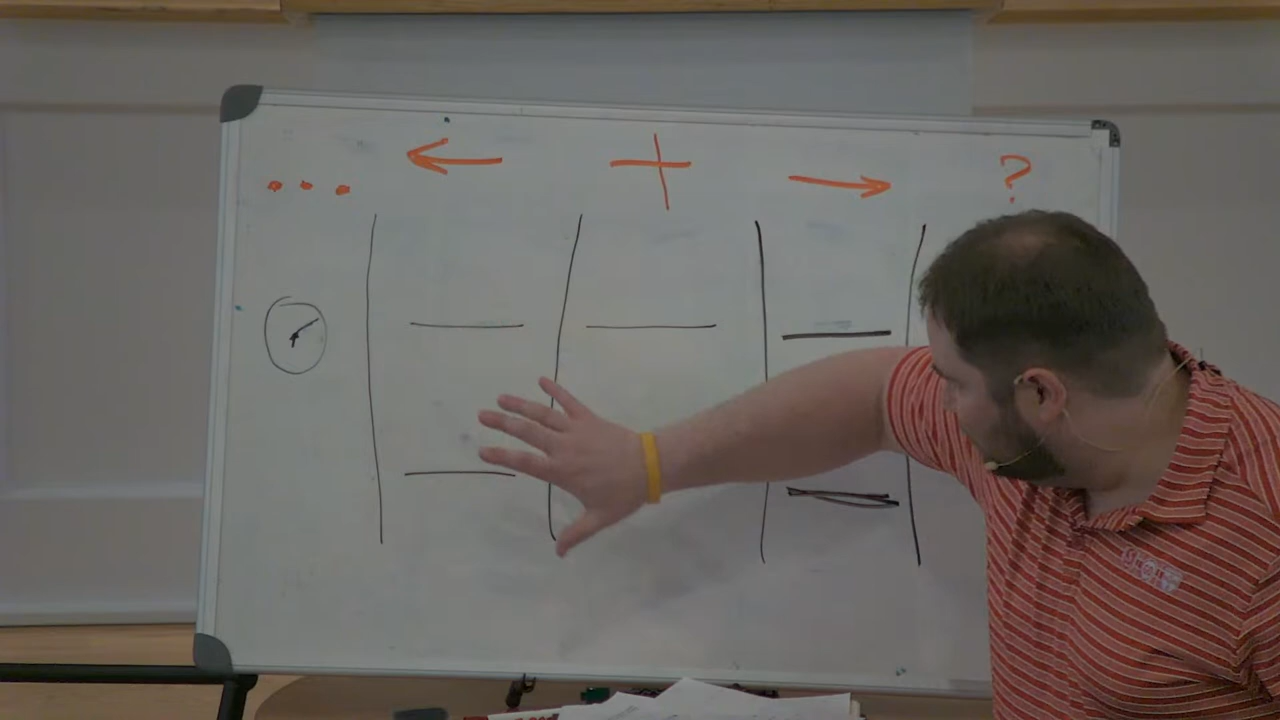 ... ← + → ?